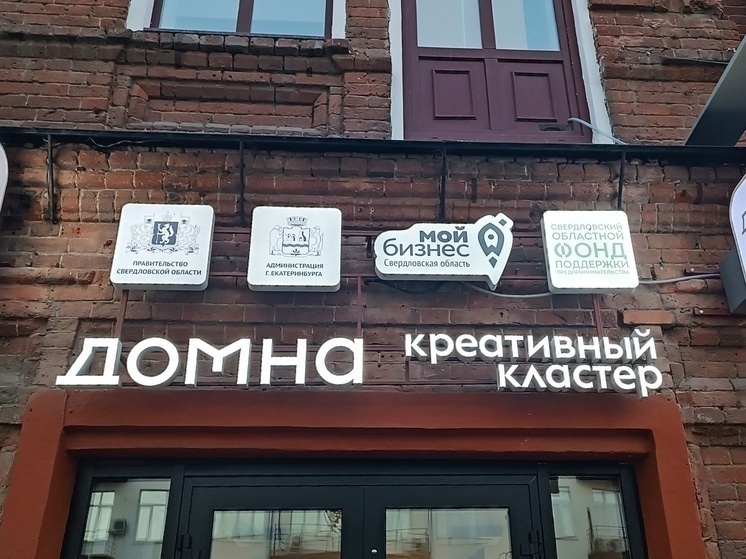 ПРАВИТЕЛЬСТВО
СВЕРДЛОВСКОЙ ОБЛАСТИ
АДМИНИСТРАЦИЯ
Г. ЕКАТЕРИНБУРГА
МОЙ
бизнес
Свердловская область
СВЕРДЛОВСКИЙ
ОБЛАСТНОЙ
ФОНД
ПОДДЕРЖКИ
ПРЕДПРИНИМАТЕЛЬСТВА
ДОМНА
креативный
кластер